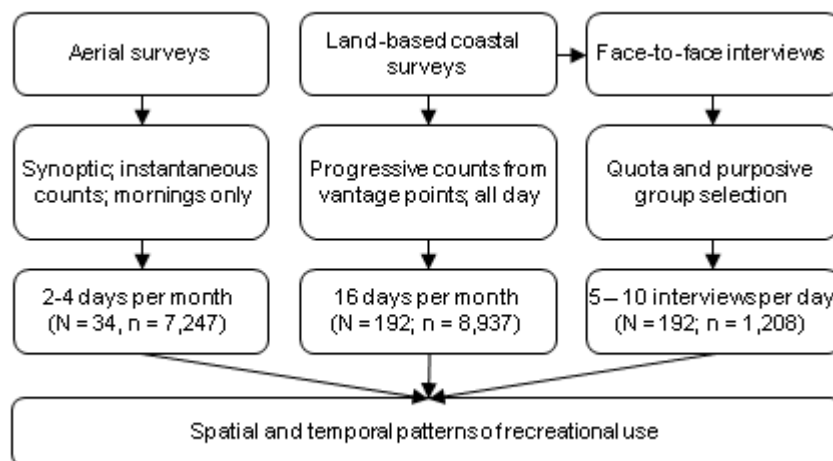 Aerial surveys
Land-based coastal
surveys
Face-to-face interviews
Synoptic; instantaneous
counts; mornings only
Progressive counts from
vantage points; all day
Quota and purposive
group selection
2-4 days per month
(N = 34, n = 7,247)
16 days per month
(N = 192; n = 8,937)
5 – 10 interviews per day
(N = 192; n = 1,208)
Spatial and temporal patterns of recreational use